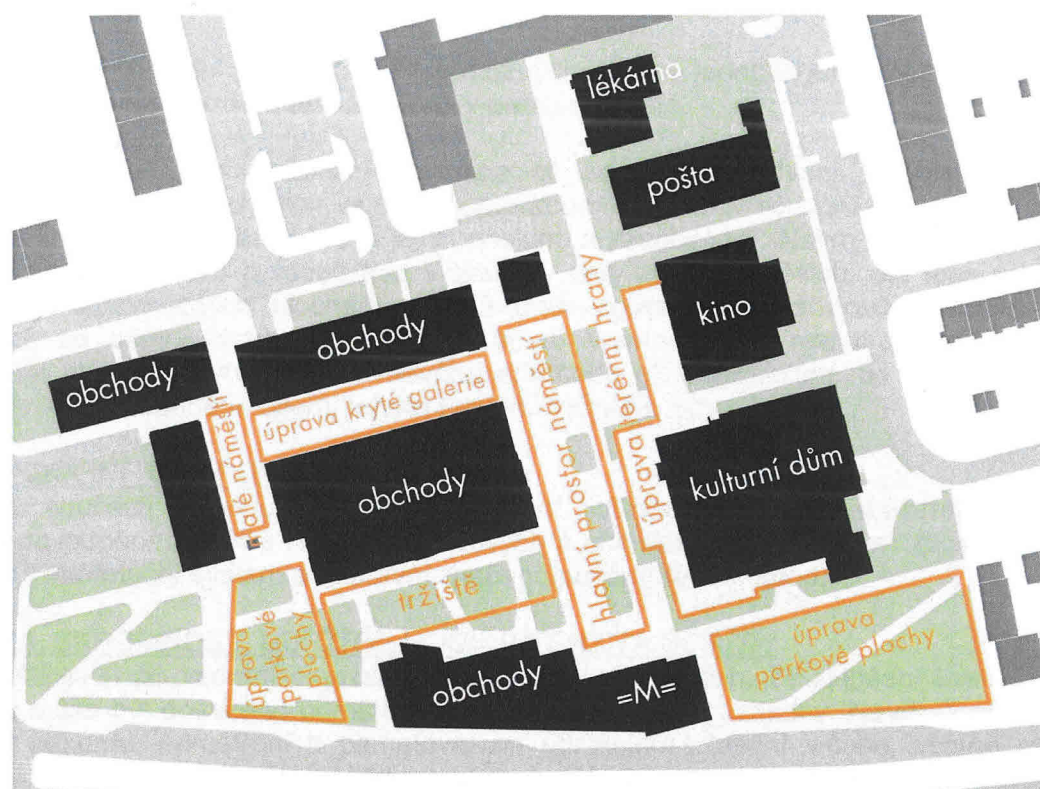 lékárna
pošta
kino
obchody
obchody
úprava kryté galerie
alé náměstí
obchody
hlavní prostor náměstí
úprava terénní hrany
kulturní dům
tržiště
úprava
parkové
plochy
úprava
parkové plochy
obchody
=M=